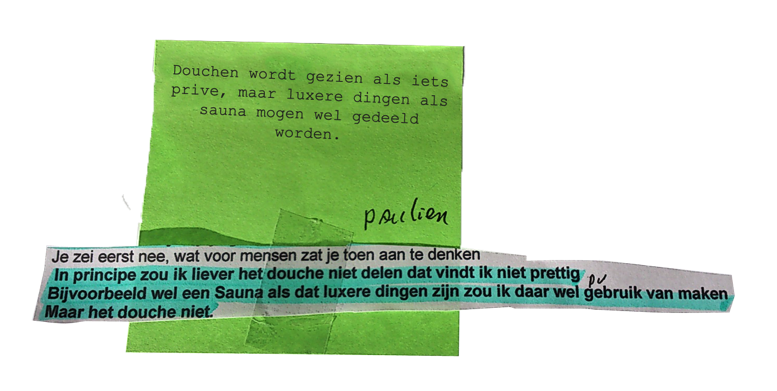 Douchen wordt gezien als iets
prive, maar luxere dingen als
sauna mogen wel gedeeld
worden.
paulien
Je zei eerst nee, wat voor mensen zat je toen aan te denken
In principe zou ik liever het douche niet delen dat vindt ik niet prettig
pv
Bijvoorbeeld wel een Sauna als dat luxere dingen zijn zou ik daar wel gebruik van maken
Maar het douche niet.